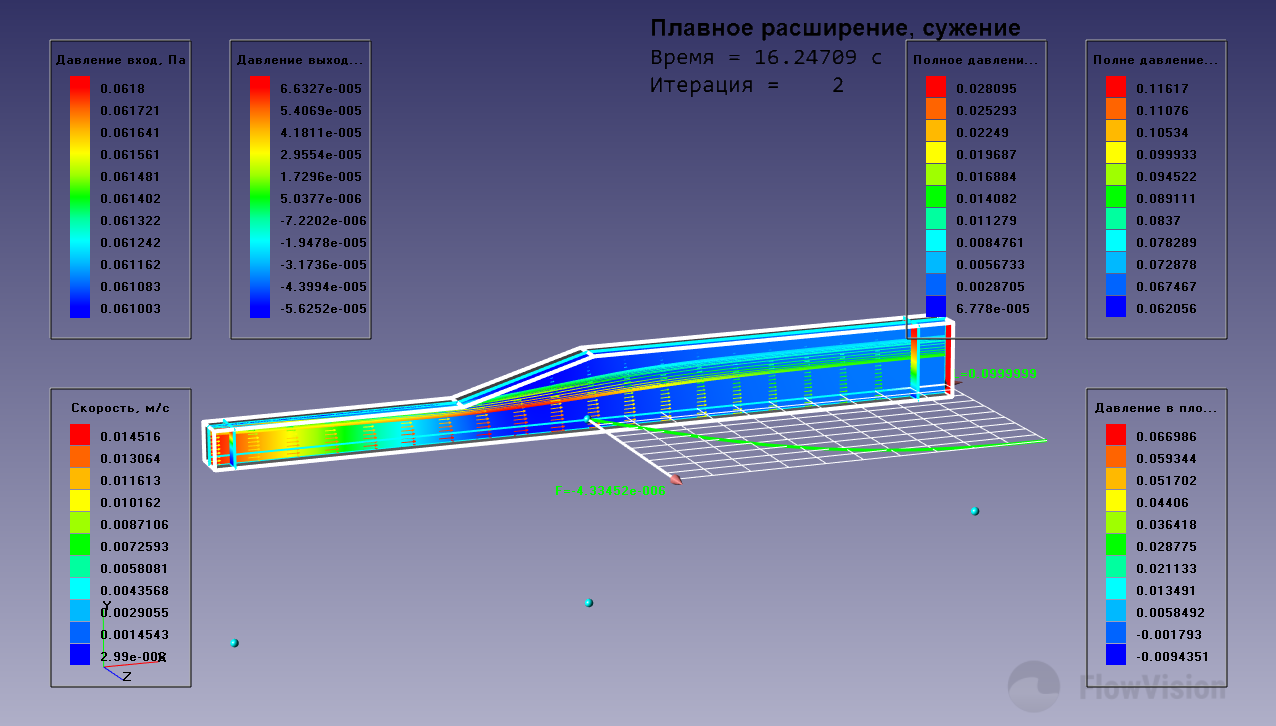 Плавное расширение, сужение
Время = 16.24709 с
Итерация = 2
Давление вход, Па
0.0618
0.061721
0.061641
0.061561
0.061481
0.061402
0.061322
0.061242
0.061162
0.061083
0.061003
Давление выход...
6.6327e-005
5.4069e-005
4.1811e-005
2.9554e-005
1.7296e-005
5.0377e-006
-7.2202e-006
-1.9478e-005
-3.1736e-005
-4.3994e-005
-5.6252e-005
Полное давлени...
0.028095
0.025293
0.02249
0.019687
0.016884
0.014082
0.011279
0.0084761
0.0056733
0.0028705
6.778e-005
Полне давление...
0.11617
0.11076
0.10534
0.099933
0.094522
0.089111
0.0837
0.078289
0.072878
0.067467
0.062056
=0.0999999
Скорость, м/с
0.014516
0.013064
0.011613
0.010162
0.0087106
0.0072593
0.0058081
0.0043568
0.0029055
0.0014543
2.99e-006
Y
X
Z
Давление в пло...
0.066986
0.059344
0.051702
0.04406
0.036418
0.028775
0.021133
0.013491
0.0058492
-0.001793
-0.0094351
FlowVision